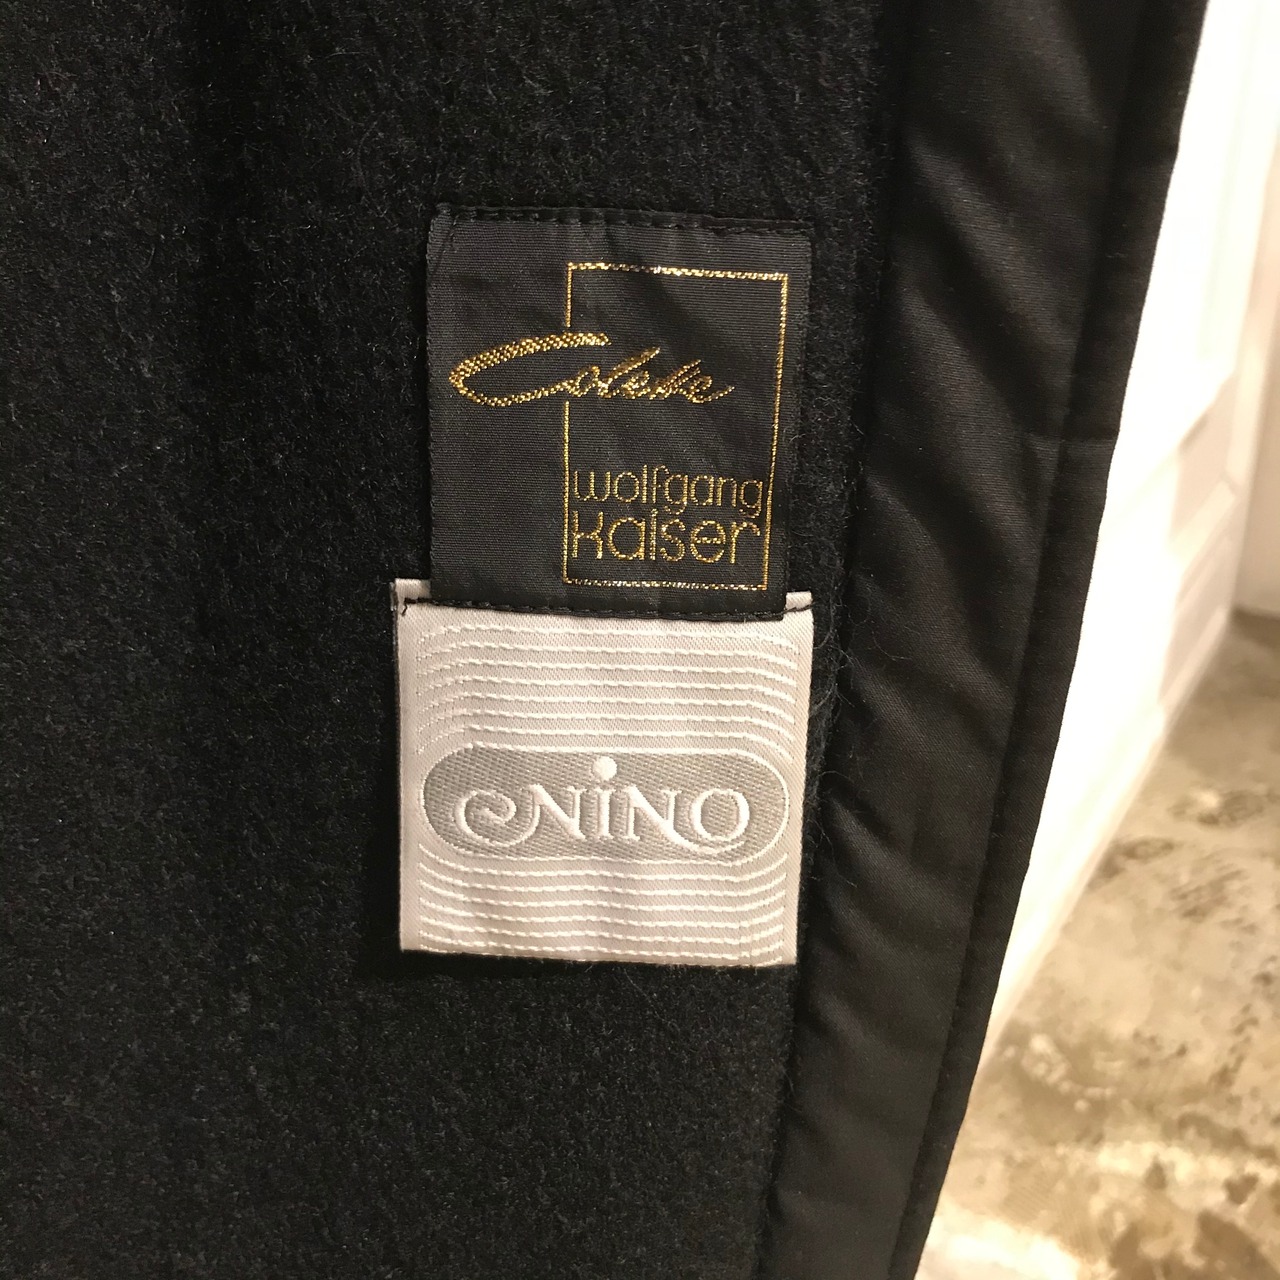 Colette
wolfgang
kaiser
NINO